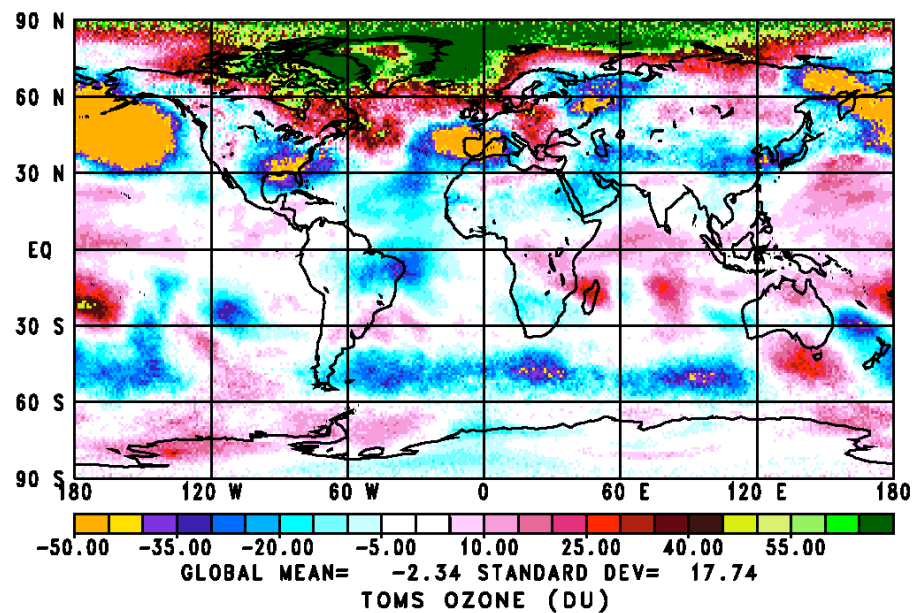 90 N
60 N
30 N
EQ
30 S
60 S
90 S
180 120 W 60 W 0 60 E 120 E 180
-50.00 -35.00 -20.00 -5.00 10.00 25.00 40.00 55.00
GLOBAL MEAN= -2.34 STANDARD DEV= 17.74
TOMS OZONE (DU)